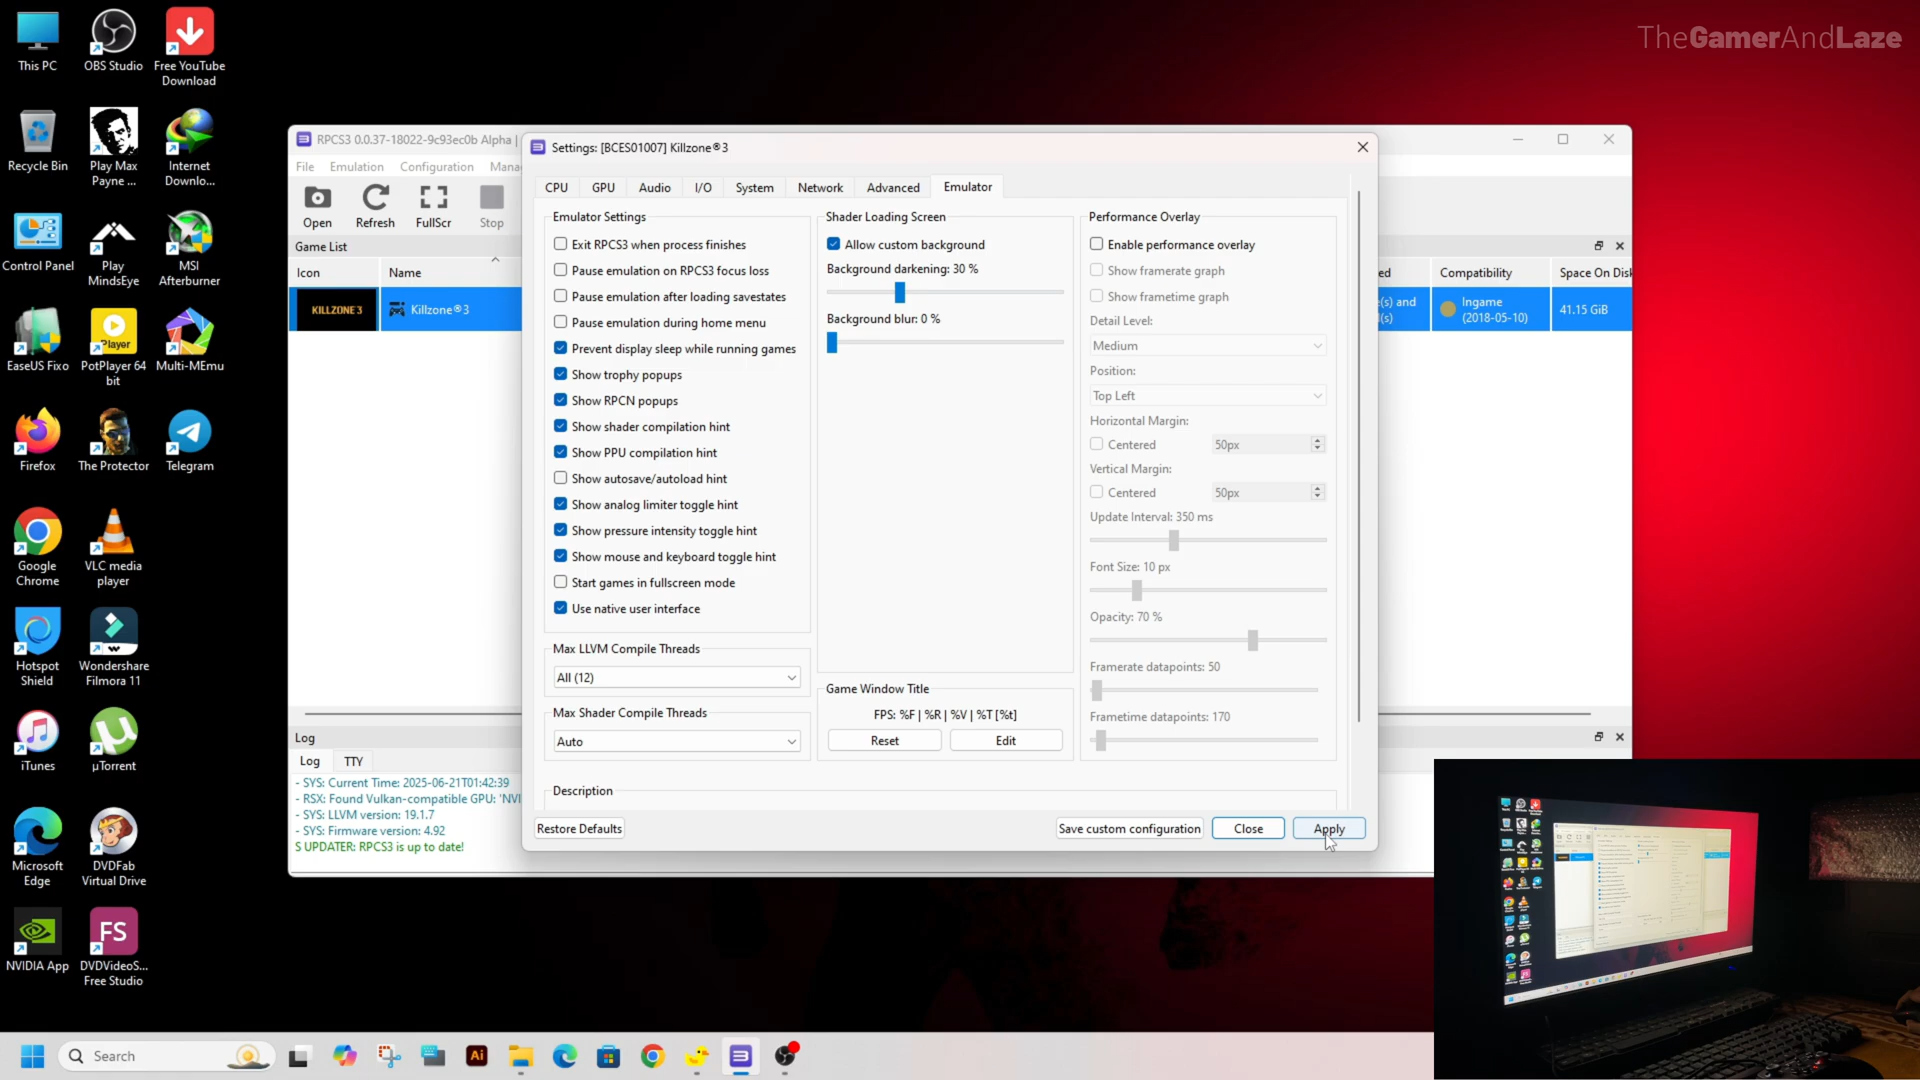 TheGamerAndLaze
This PC
OBS Studio
Free YouTube
Download
Recycle Bin
Play Max
Payne ...
Internet
Downlo...
Control Panel
Play
MindsEye
MSI
Afterburner
EaseUS Fixo
Player
PotPlayer 64
bit
Multi-MEmu
Firefox
The Protector
Telegram
Google
Chrome
VLC media
player
Hotspot
Shield
Wondershare
Filmora 11
iTunes
µTorrent
Microsoft
Edge
DVDFab
Virtual Drive
NVIDIA App
FS
DVDVideoS...
Free Studio
RPCS3 0.0.37-18022-9c93ec0b Alpha |
File Emulation Configuration Mana
Open Refresh FullScr Stop
Game List
Icon Name
KILLZONE 3
Killzone®3
ed Compatibility Space On Disk
(s) and
l(s)
Ingame
(2018-05-10)
41.15 GiB
Log
Log TTY
- SYS: Current Time: 2025-06-21T01:42:39
- RSX: Found Vulkan-compatible GPU: 'NVI
- SYS: LLVM version: 19.1.7
- SYS: Firmware version: 4.92
S UPDATER: RPCS3 is up to date!
Settings: [BCES01007] Killzone®3
CPU GPU Audio I/O System Network Advanced Emulator
Emulator Settings
Exit RPCS3 when process finishes
Pause emulation on RPCS3 focus loss
Pause emulation after loading savestates
Pause emulation during home menu
Prevent display sleep while running games
Show trophy popups
Show RPCN popups
Show shader compilation hint
Show PPU compilation hint
Show autosave/autoload hint
Show analog limiter toggle hint
Show pressure intensity toggle hint
Show mouse and keyboard toggle hint
Start games in fullscreen mode
Use native user interface
Max LLVM Compile Threads
All (12)
Max Shader Compile Threads
Auto
Shader Loading Screen
Allow custom background
Background darkening: 30 %
Background blur: 0 %
Game Window Title
FPS: %F | %R | %V | %T [%t]
Reset Edit
Performance Overlay
Enable performance overlay
Show framerate graph
Show frametime graph
Detail Level:
Medium
Position:
Top Left
Horizontal Margin:
Centered 50px
Vertical Margin:
Centered 50px
Update Interval: 350 ms
Font Size: 10 px
Opacity: 70 %
Framerate datapoints: 50
Frametime datapoints: 170
Description
Restore Defaults Save custom configuration Close Apply
Search
Ai